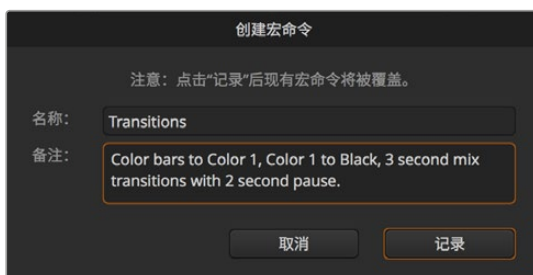 创建宏命令
注意：点击“记录”后现有宏命令将被覆盖。
名称： Transitions
备注： Color bars to Color 1, Color 1 to Black, 3 second mix
transitions with 2 second pause.
取消 记录